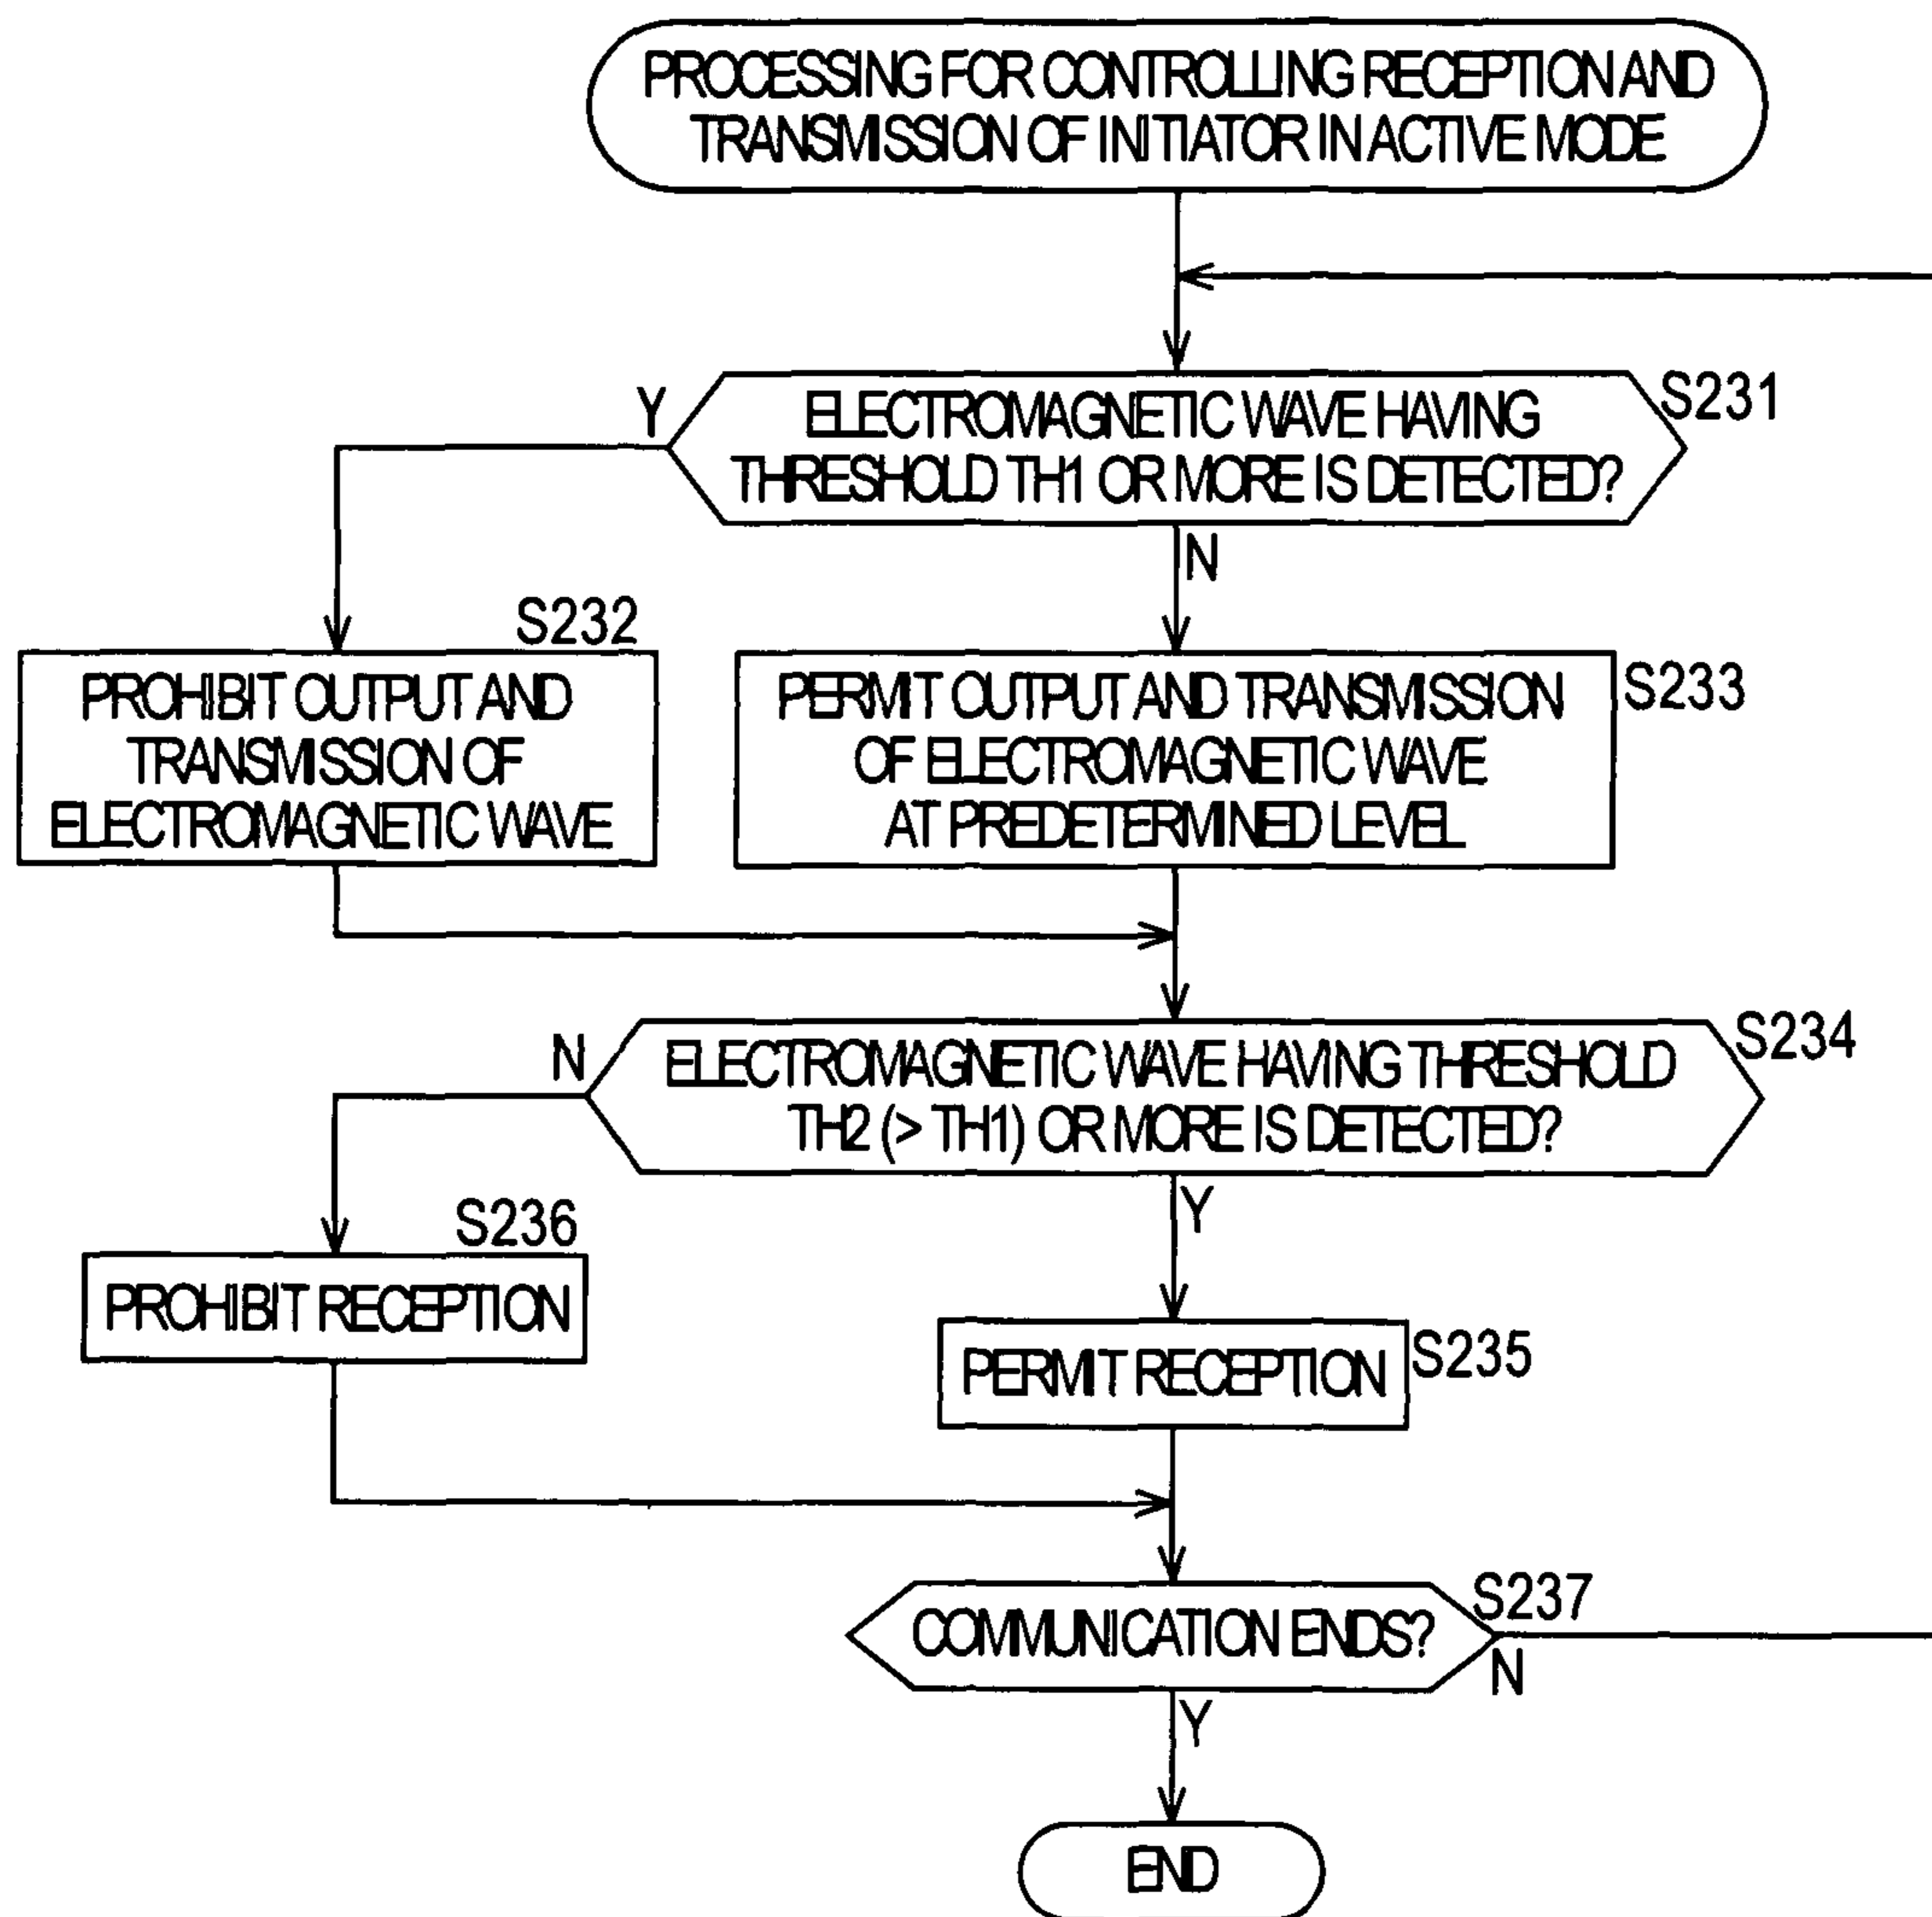 PROCESSING FOR CONTROLLING RECEPTION AND
TRANSMISSION OF INITIATOR IN ACTIVE MODE
Y
ELECTROMAGNETIC WAVE HAVING
THRESHOLD TH1 OR MORE IS DETECTED?
S231
N
S232
PROHIBIT OUTPUT AND
TRANSMISSION OF
ELECTROMAGNETIC WAVE
PERMIT OUTPUT AND TRANSMISSION
OF ELECTROMAGNETIC WAVE
AT PREDETERMINED LEVEL
S233
N
ELECTROMAGNETIC WAVE HAVING THRESHOLD
TH2 (> TH1) OR MORE IS DETECTED?
S234
Y
S236
PROHIBIT RECEPTION
PERMIT RECEPTION
S235
COMMUNICATION ENDS?
S237
N
Y
END